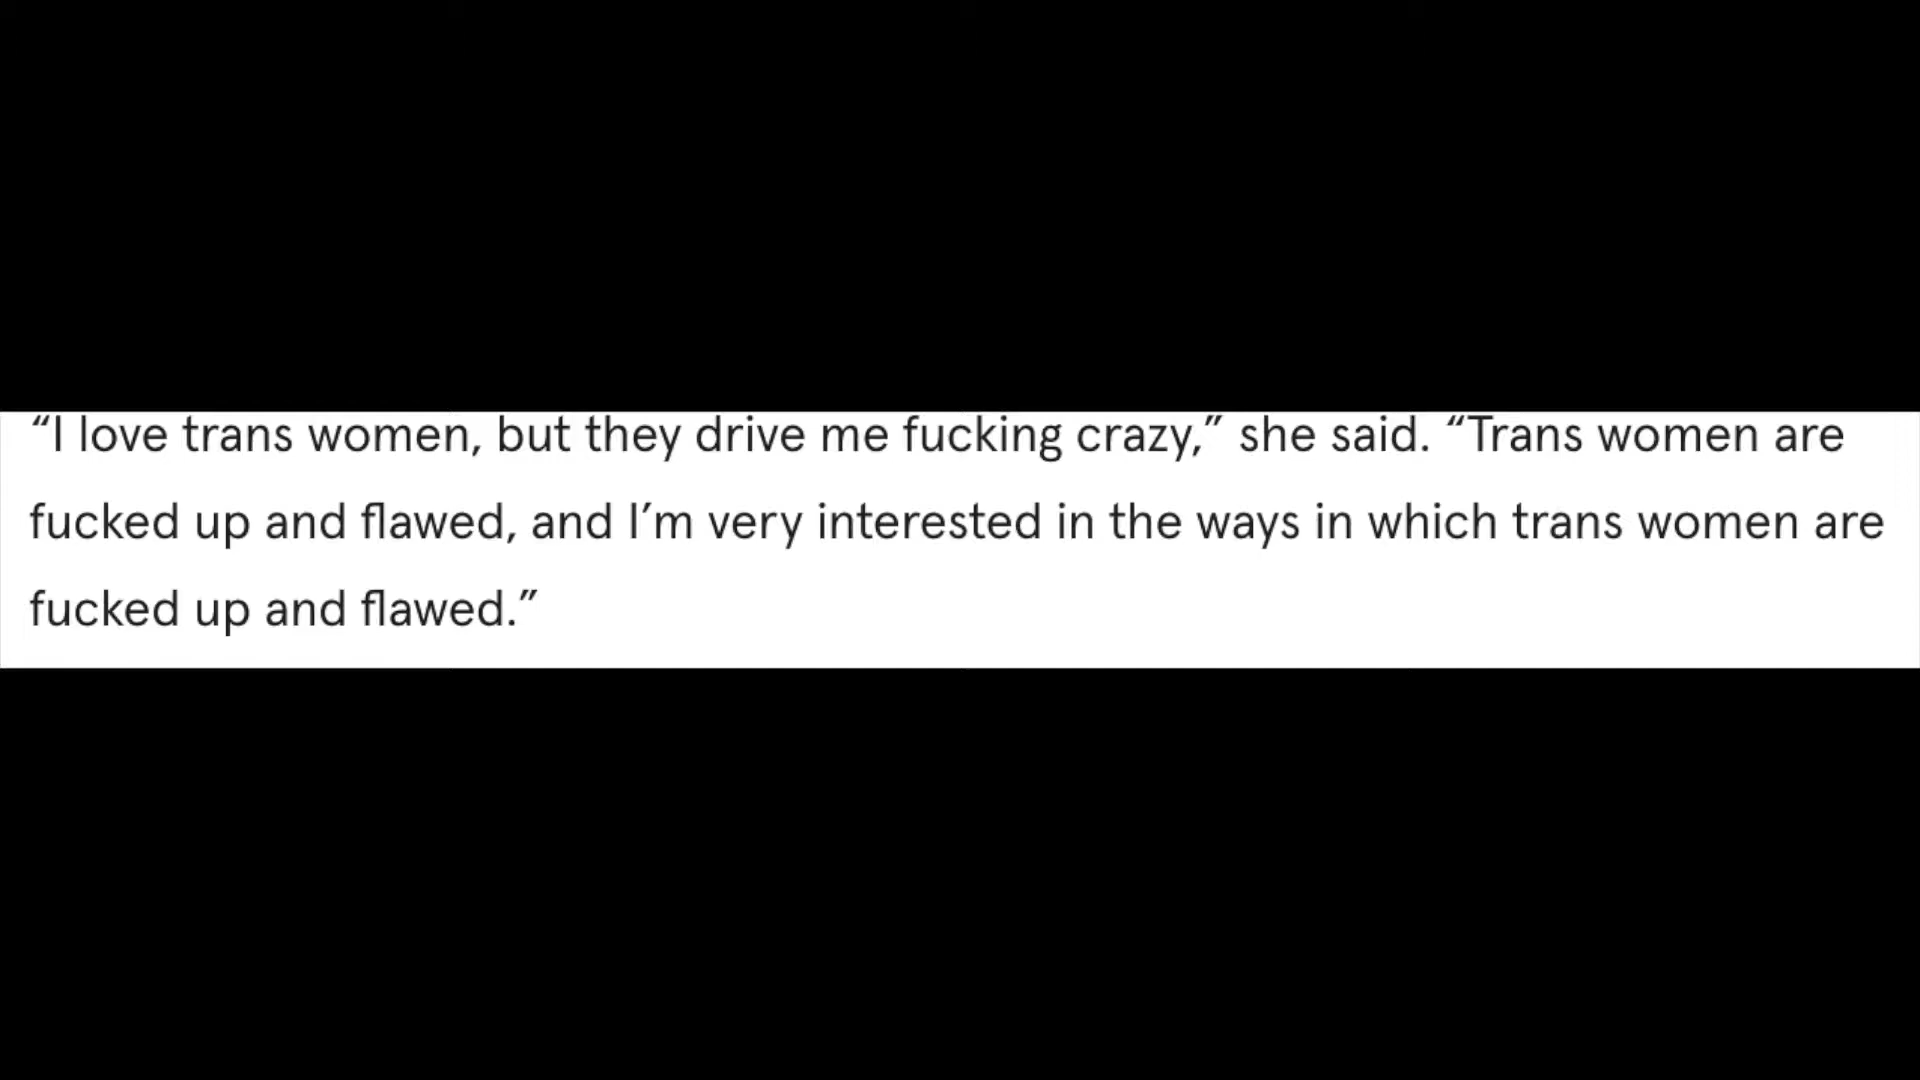 “I love trans women, but they drive me fucking crazy,” she said. “Trans women are
fucked up and flawed, and I’m very interested in the ways in which trans women are
fucked up and flawed.”